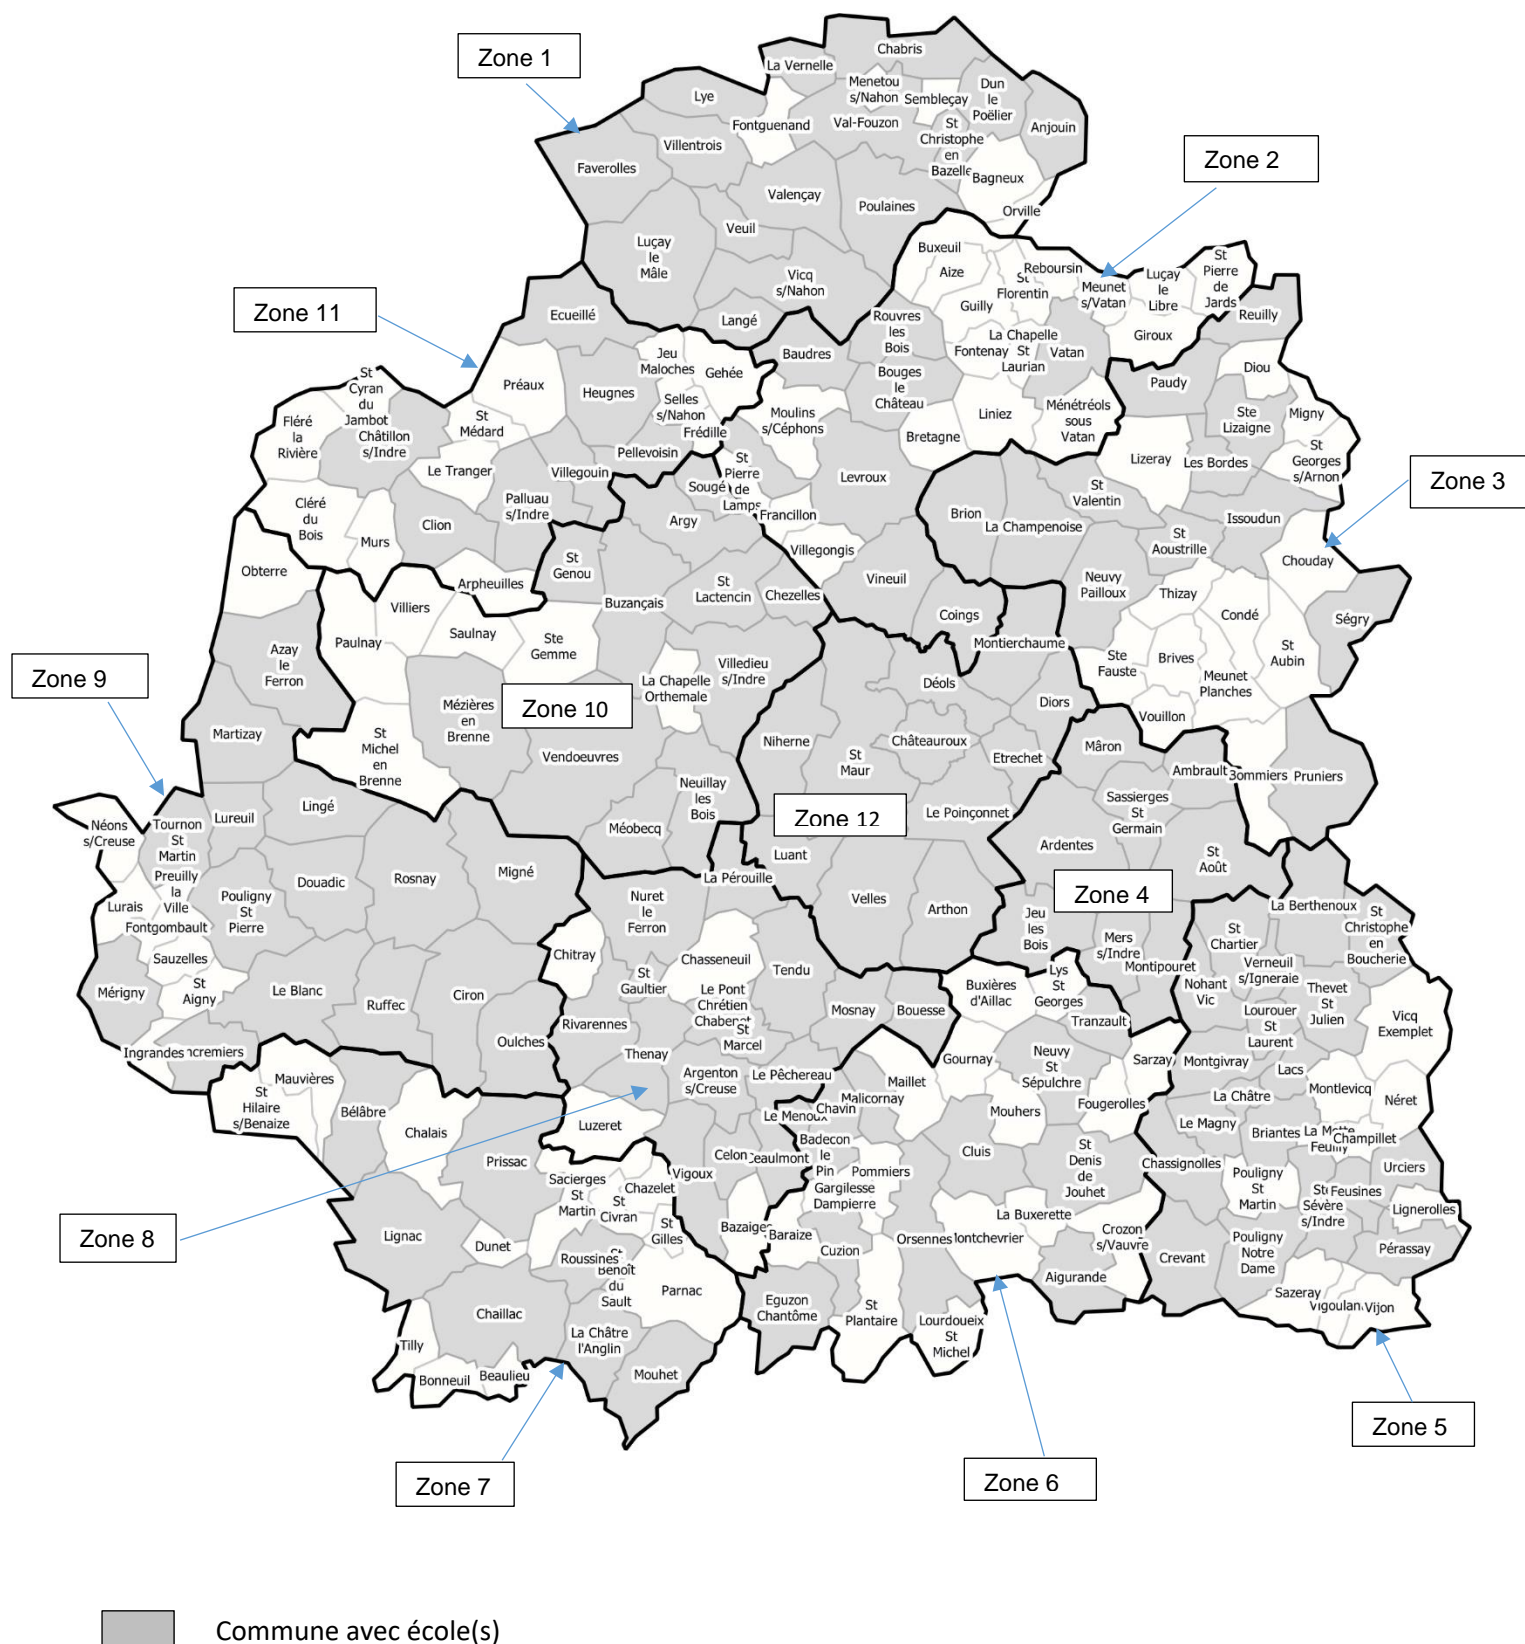 Zone 1
Chabris
La Vernelle
Menetou
s/Nahon
Sembleçay
Dun
le
Poëlier
Lye
Fontguenand
Val-Fouzon
St
Christophe
en
Bazelle
Anjouin
Villentrois
Faverolles
Bagneux
Zone 2
Valençay
Poulaines
Orville
Veuil
Luçay
le
Mâle
Vicq
s/Nahon
Langé
Buxeuil
Aize
Reboursin
St
Florentin
Guilly
Meunet
s/Vatan
Luçay
le
Libre
St
Pierre
de
Jards
Giroux
Reuilly
Zone 11
Ecueillé
Rouvres
les
Bois
La Chapelle
St
Laurian
Fontenay
Vatan
Baudres
Bouges
le
Château
Jeu
Maloches
Gehée
Préaux
Heugnes
Selles
s/Nahon
Frédille
Moulins
s/Céphons
Bretagne
Liniez
Ménétréols
sous
Vatan
Paudy
Diou
Ste
Lizaigne
Migny
St
Georges
s/Arnon
Lizeray
Les Bordes
St
Cyran
du
Jambot
Fléré
la
Rivière
Châtillon
s/Indre
St
Médard
Le Tranger
Pellevoisin
Villegouin
Palluau
s/Indre
Sougé
St
Pierre
de
Lamps
Levroux
Francillon
Argy
St
Valentin
Zone 3
Issoudun
Cléré
du
Bois
Murs
Clion
Brion
La Champenoise
St
Aoustrille
Chouday
Villegongis
Obterre
Arpheuilles
St
Genou
Vineuil
Neuvy
Pailloux
Thizay
Villiers
Buzançais
St
Lactencin
Chezelles
Coings
Condé
Ségry
Paulnay
Saulnay
Ste
Gemme
Montierchaume
Azay
le
Ferron
La Chapelle
Orthemale
Villedieu
s/Indre
Ste
Fauste
Brives
Meunet
Planches
St
Aubin
Zone 9
Déols
Diors
Vouillon
Zone 10
Mézières
en
Brenne
Martizay
St
Michel
en
Brenne
Niherne
Châteauroux
Mâron
Vendoeuvres
St
Maur
Etrechet
Ambrault
Bommiers
Pruniers
Neuillay
les
Bois
Sassierges
St
Germain
Lingé
Lureuil
Zone 12
Le Poinçonnet
Néons
s/Creuse
Tournon
St
Martin
Méobecq
Ardentes
Luant
St
Août
Migné
Preuilly
la
Ville
Douadic
Rosnay
La Pérouille
Zone 4
Pouligny
St
Pierre
Nuret
le
Ferron
Velles
Arthon
Lurais
Fontgombault
Jeu
les
Bois
La Berthenoux
St
Christophe
en
Boucherie
Chitray
Chasseneuil
Mers
s/Indre
St
Chartier
Verneuil
s/Igneraie
Sauzelles
Montipouret
St
Gaultier
Tendu
Lys
St
Georges
Buxières
d'Aillac
Nohant
Vic
Thevet
St
Julien
Mérigny
St
Aigny
Le Blanc
Ruffec
Ciron
Le Pont
Chrétien
Chabenet
Mosnay
Bouesse
Tranzault
Lourouer
St
Laurent
Vicq
Exemplet
Rivarennes
St
Marcel
Oulches
Thenay
Ingrandes
Gournay
Neuvy
St
Sépulchre
Sarzay
Montgivray
Lacs
Mauvières
Argenton
s/Creuse
Le Pêchereau
Maillet
Malicornay
Montlevicq
Néret
St
Hilaire
s/Benaize
Bélâbre
La Châtre
Chavin
Le Menoux
Mouhers
Fougerolles
Le Magny
Briantes
Champillet
Chalais
Luzeret
Badecon
le
Pin
Cluis
St
Denis
de
Jouhet
Chassignolles
Urciers
Prissac
Celon
Vigoux
Pommiers
Gargilesse
Dampierre
Pouligny
St
Martin
Feusines
Sévère
s/Indre
Sacierges
St
Martin
Chazelet
St
Civran
La Buxerette
Lignerolles
Zone 8
Lignac
Dunet
St
Gilles
Bazaiges
Baraize
Cuzion
Orsennes
Crozon
s/Vauvre
Crevant
Pouligny
Notre
Dame
Pérassay
Roussines
Benoît
du
Sault
Parnac
Aigurande
Sazeray
Vijon
Chaillac
Eguzon
Chantôme
St
Plantaire
Lourdoueix
St
Michel
La Châtre
l'Anglin
Tilly
Bonneuil
Beaulieu
Mouhet
Zone 5
Zone 7
Zone 6
Commune avec école(s)